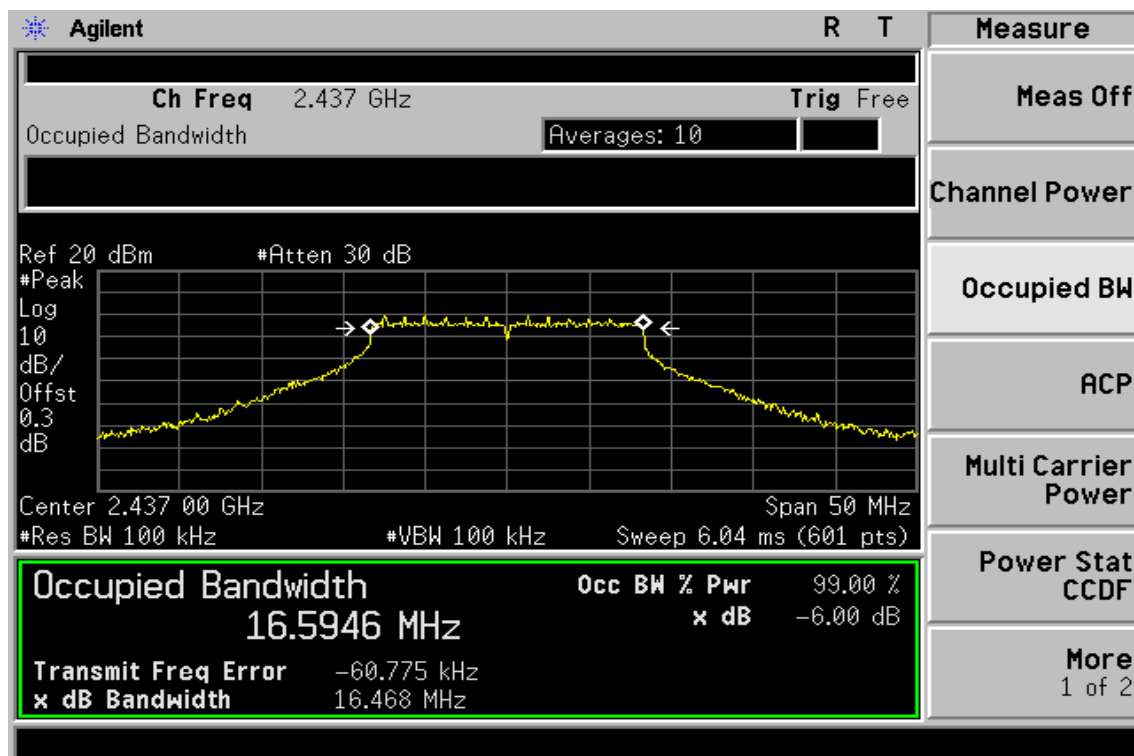 Agilent R T
Measure
Ch Freq 2.437 GHz Trig Free
Meas Off
Occupied Bandwidth Averages: 10
Channel Power
Ref 20 dBm #Atten 30 dB
#Peak
Log
10
dB/
Offst
0.3
dB
Occupied BW
ACP
Center 2.437 00 GHz Span 50 MHz
#Res BW 100 kHz #VBW 100 kHz Sweep 6.04 ms (601 pts)
Multi Carrier
Power
Occupied Bandwidth
16.5946 MHz
Occ BW % Pwr 99.00 %
x dB -6.00 dB
Transmit Freq Error -60.775 kHz
x dB Bandwidth 16.468 MHz
Power Stat
CCDF
More
1 of 2